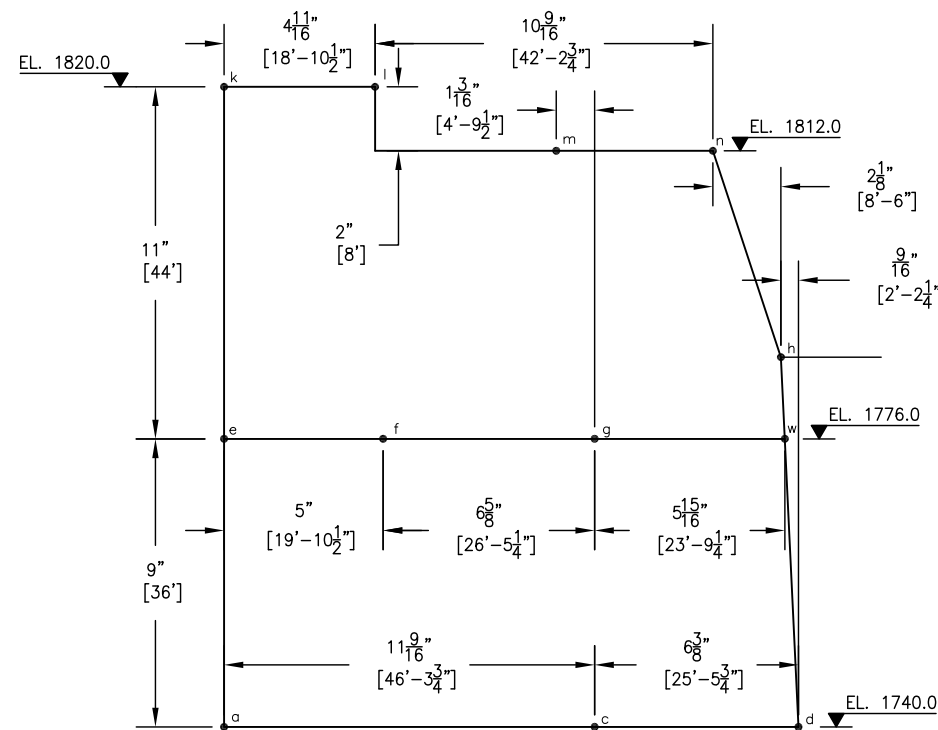 4 11/16" 10 9/16"
[18'-10 1/2"] [42'-2 3/4"]
EL. 1820.0
k l
1 3/16"
[4'-9 1/2"]
m n EL. 1812.0
2 1/8"
[8'-6"]
2"
[8']
11"
[44']
9/16"
[2'-2 1/4"
h
EL. 1776.0
e f g w
5" 6 5/8" 5 15/16"
[19'-10 1/2"] [26'-5 1/4"] [23'-9 1/4"]
9"
[36']
11 9/16" 6 3/8"
[46'-3 3/4"] [25'-5 3/4"]
EL. 1740.0
a c d